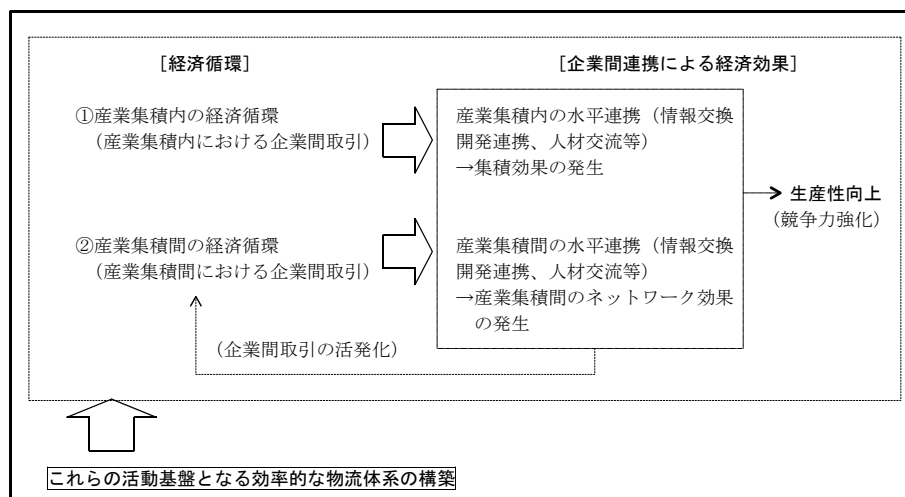 [経済循環]
[企業間連携による経済効果]
①産業集積内の経済循環
(産業集積内における企業間取引)
産業集積内の水平連携（情報交換
開発連携、人材交流等）
→集積効果の発生
生産性向上
(競争力強化)
②産業集積間の経済循環
(産業集積間における企業間取引)
産業集積間の水平連携（情報交換
開発連携、人材交流等）
→産業集積間のネットワーク効果
の発生
(企業間取引の活発化)
これらの活動基盤となる効率的な物流体系の構築